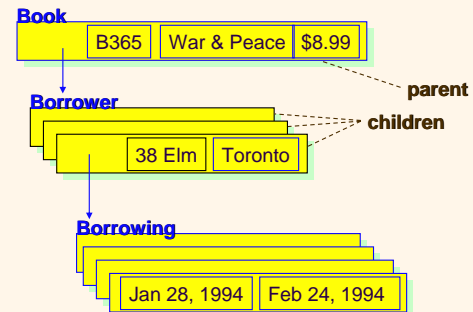 Book
B365 War & Peace $8.99
parent
Borrower
children
38 Elm Toronto
Borrowing
Jan 28, 1994 Feb 24, 1994